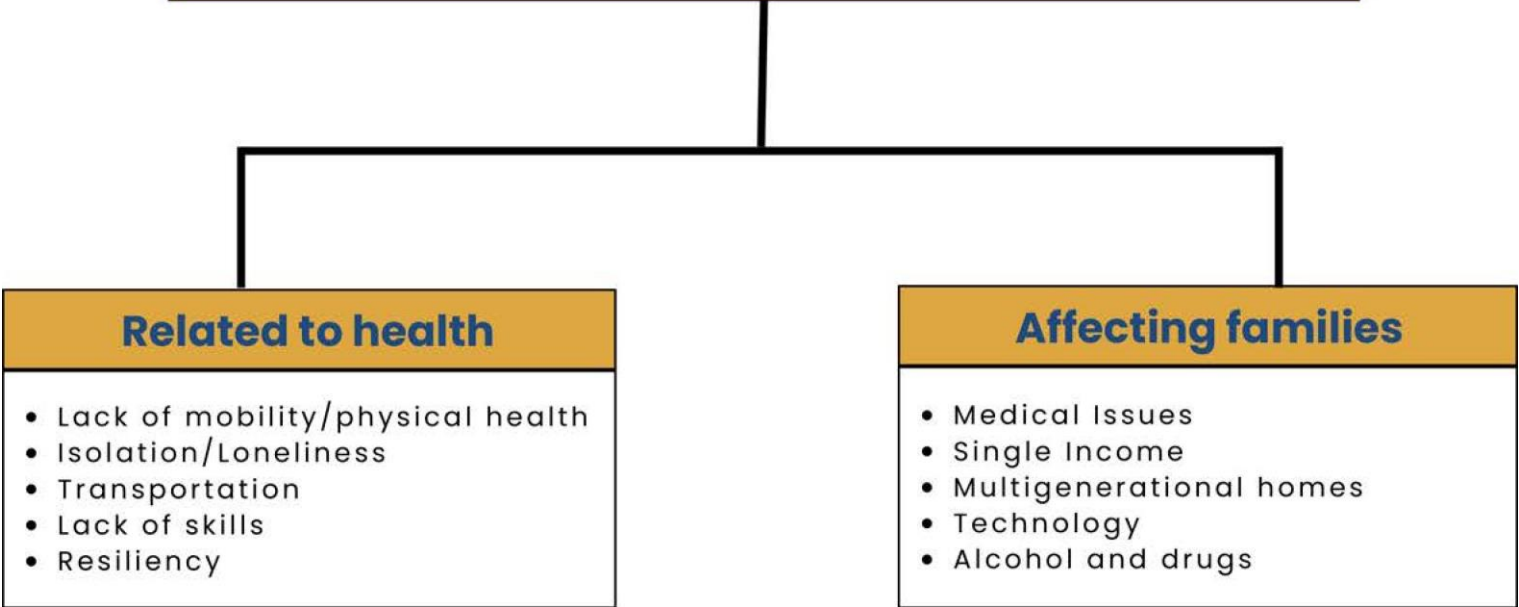 Related to health
• Lack of mobility/physical health
• Isolation/Loneliness
• Transportation
• Lack of skills
• Resiliency
Affecting families
• Medical Issues
• Single Income
• Multigenerational homes
• Technology
• Alcohol and drugs